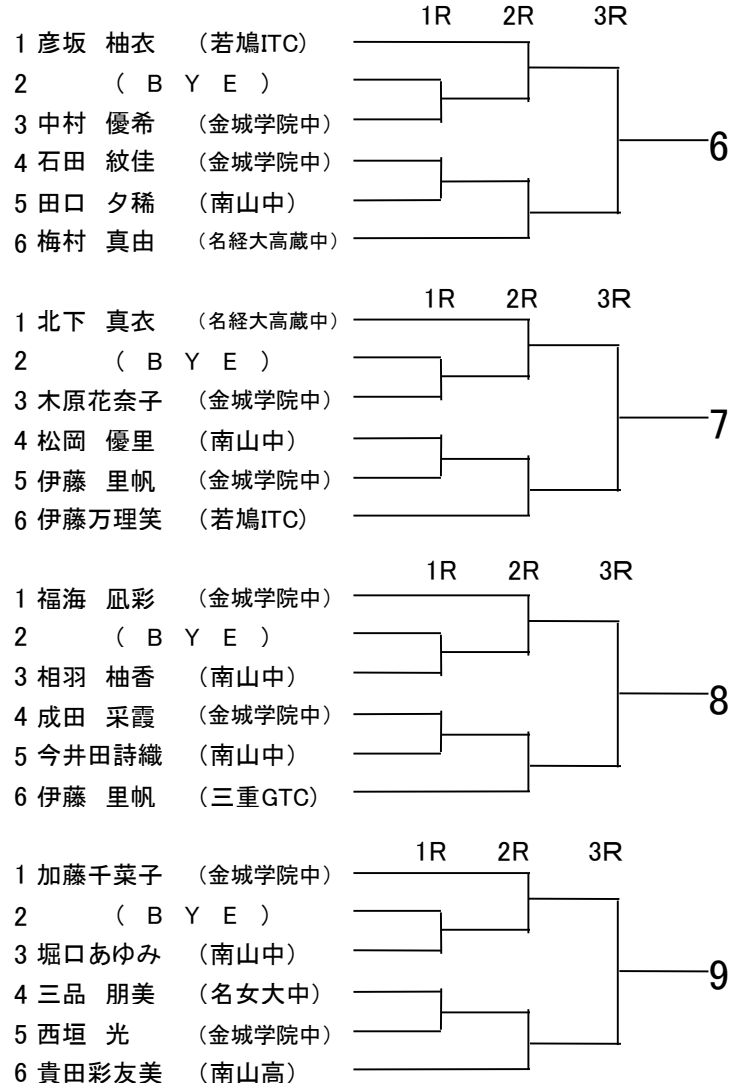 1R 2R 3R
1 彦坂 柚衣 (若鳩ITC)
2 ( B Y E )
3 中村 優希 (金城学院中)
6
4 石田 紋佳 (金城学院中)
5 田口 夕稀 (南山中)
6 梅村 真由 (名経大高蔵中)
1R 2R 3R
1 北下 真衣 (名経大高蔵中)
2 ( B Y E )
3 木原花奈子 (金城学院中)
7
4 松岡 優里 (南山中)
5 伊藤 里帆 (金城学院中)
6 伊藤万理笑 (若鳩ITC)
1R 2R 3R
1 福海 凪彩 (金城学院中)
2 ( B Y E )
3 相羽 柚香 (南山中)
8
4 成田 采霞 (金城学院中)
5 今井田詩織 (南山中)
6 伊藤 里帆 (三重GTC)
1R 2R 3R
1 加藤千菜子 (金城学院中)
2 ( B Y E )
3 堀口あゆみ (南山中)
9
4 三品 朋美 (名女大中)
5 西垣 光 (金城学院中)
6 貴田彩友美 (南山高)